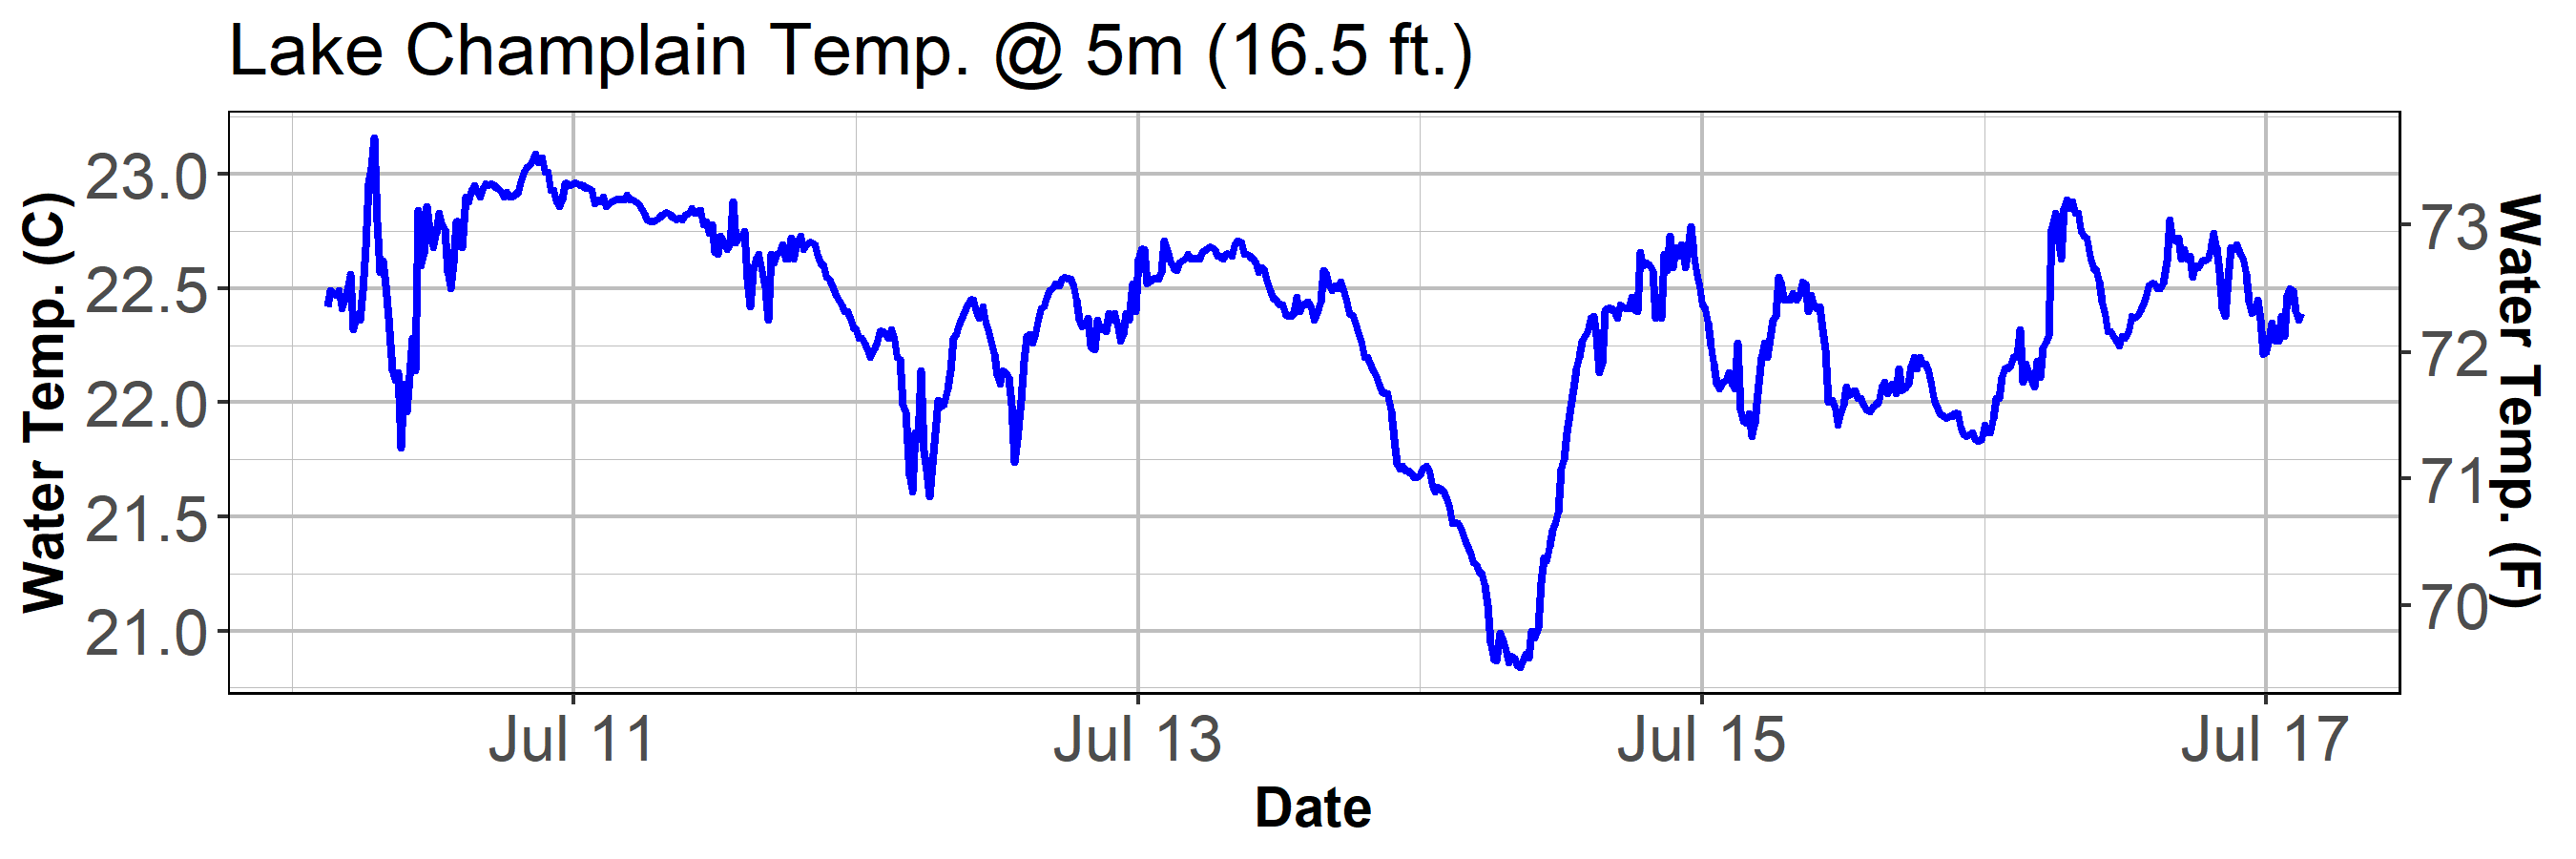 Lake Champlain Temp. @ 5m (16.5 ft.)
Water Temp. (C)
23.0
22.5
22.0
21.5
21.0
73
72
71
70
Water Temp. (F)
Jul 11 Jul 13 Jul 15 Jul 17
Date